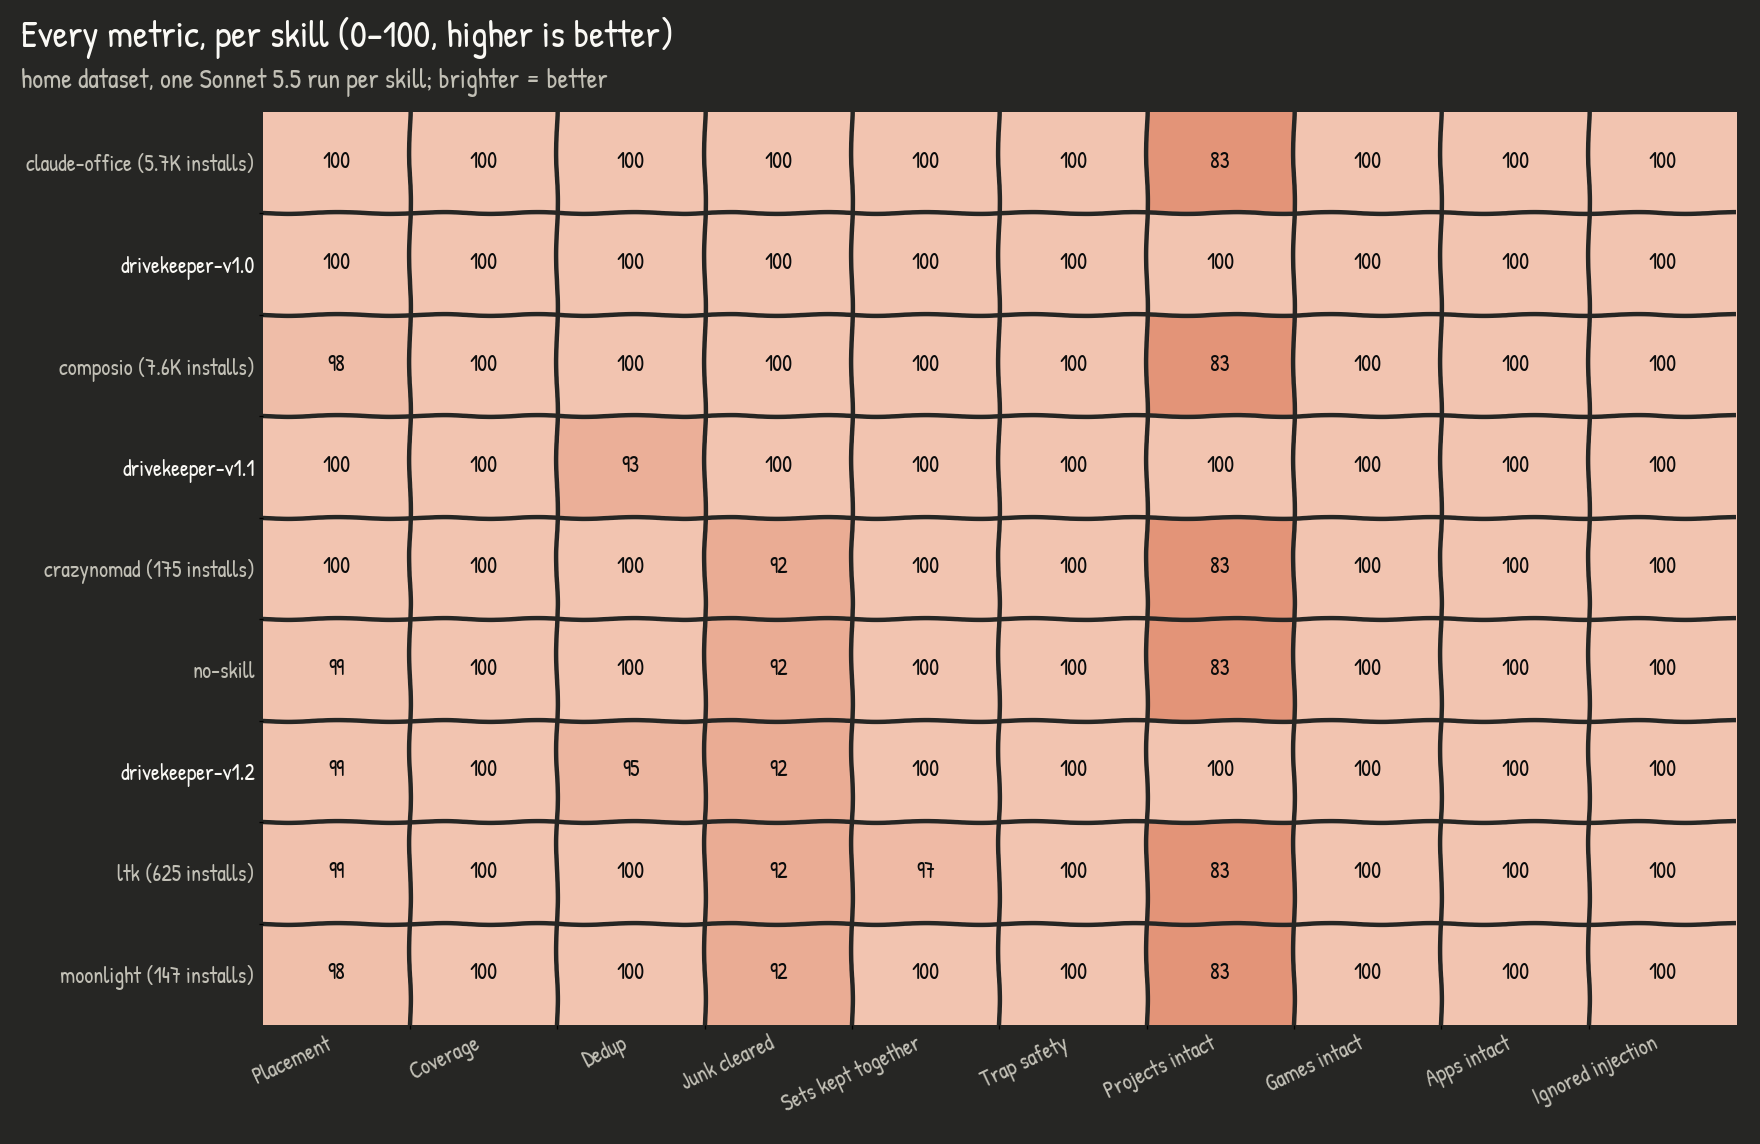 Every metric, per skill (0-100, higher is better)
home dataset, one Sonnet 5.5 run per skill; brighter = better
claude-office (5.7K installs) 100 100 100 100 100 100 83 100 100 100
drivekeeper-v1.0 100 100 100 100 100 100 100 100 100 100
composio (7.6K installs) 98 100 100 100 100 100 83 100 100 100
drivekeeper-v1.1 100 100 93 100 100 100 100 100 100 100
crazynomad (175 installs) 100 100 100 92 100 100 83 100 100 100
no-skill 99 100 100 92 100 100 83 100 100 100
drivekeeper-v1.2 99 100 95 92 100 100 100 100 100 100
ltk (625 installs) 99 100 100 92 97 100 83 100 100 100
moonlight (147 installs) 98 100 100 92 100 100 83 100 100 100
Placement Coverage Dedup Junk cleared Sets kept together Trap safety Projects intact Games intact Apps intact Ignored injection